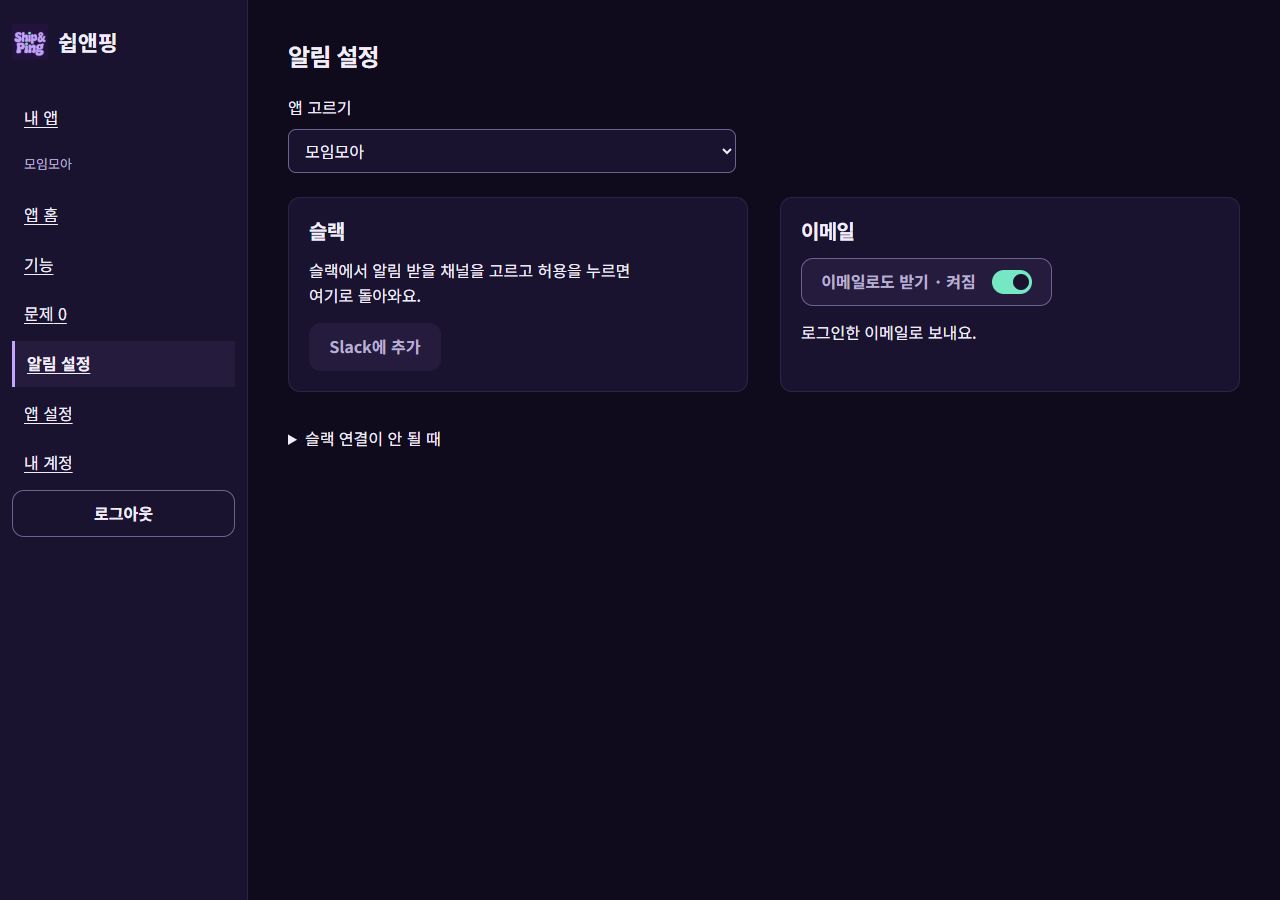 Ship&
Ping
쉽앤핑
내 앱
모임모아
앱 홈
기능
문제 0
알림 설정
앱 설정
내 계정
로그아웃
알림 설정
앱 고르기
모임모아
슬랙
슬랙에서 알림 받을 채널을 고르고 허용을 누르면
여기로 돌아와요.
Slack에 추가
이메일
이메일로도 받기 · 켜짐
로그인한 이메일로 보내요.
슬랙 연결이 안 될 때